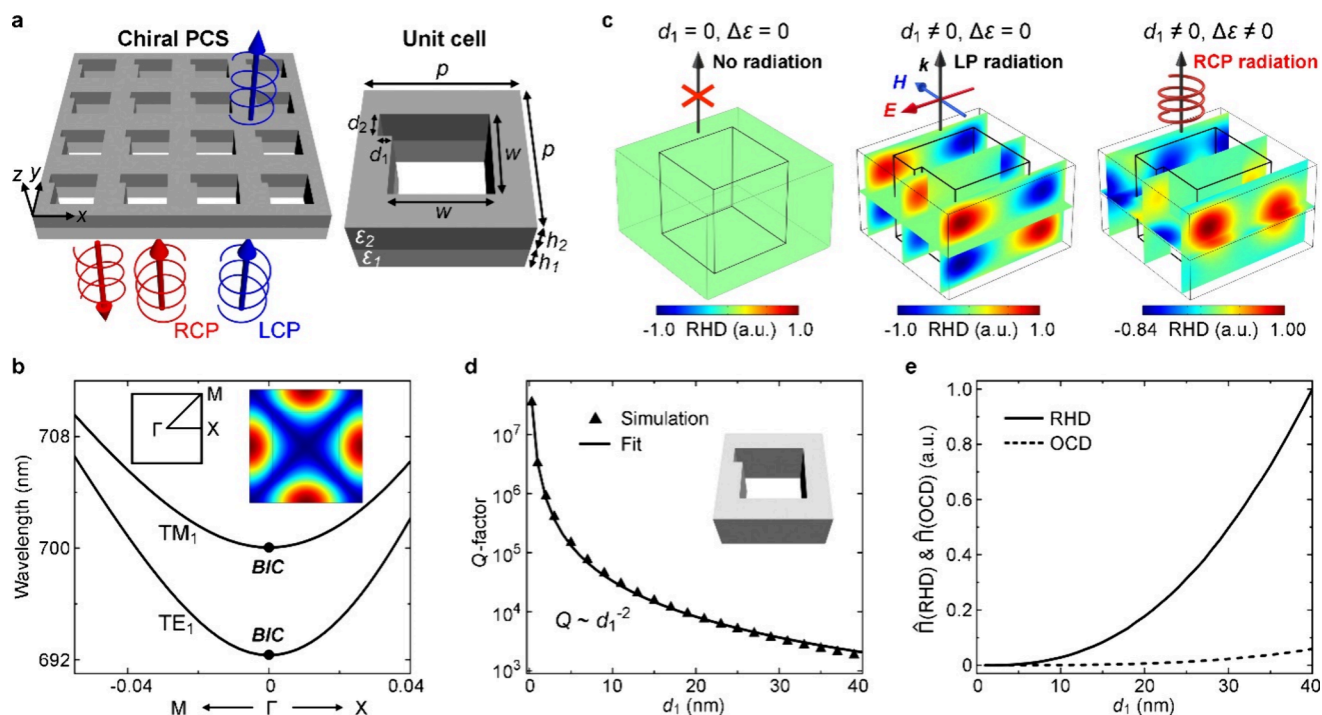 a
Chiral PCS
Unit cell
p
p
d₂
d₁
w
w
ε₂
ε₁
h₂
h₁
z
y
x
RCP
LCP
c
d₁ = 0, Δε = 0
d₁ ≠ 0, Δε = 0
d₁ ≠ 0, Δε ≠ 0
No radiation
k
LP radiation
H
E
RCP radiation
-1.0 RHD (a.u.) 1.0
-1.0 RHD (a.u.) 1.0
-0.84 RHD (a.u.) 1.00
b
Wavelength (nm)
708
700
692
M
Γ
X
TM₁
BIC
TE₁
BIC
-0.04 0 0.04
M ← Γ → X
d
Q-factor
10⁷
10⁶
10⁵
10⁴
10³
Simulation
Fit
Q ~ d₁⁻²
0 10 20 30 40
d₁ (nm)
e
Π̂(RHD) & Π̂(OCD) (a.u.)
1.0
0.8
0.6
0.4
0.2
0
RHD
OCD
0 10 20 30 40
d₁ (nm)